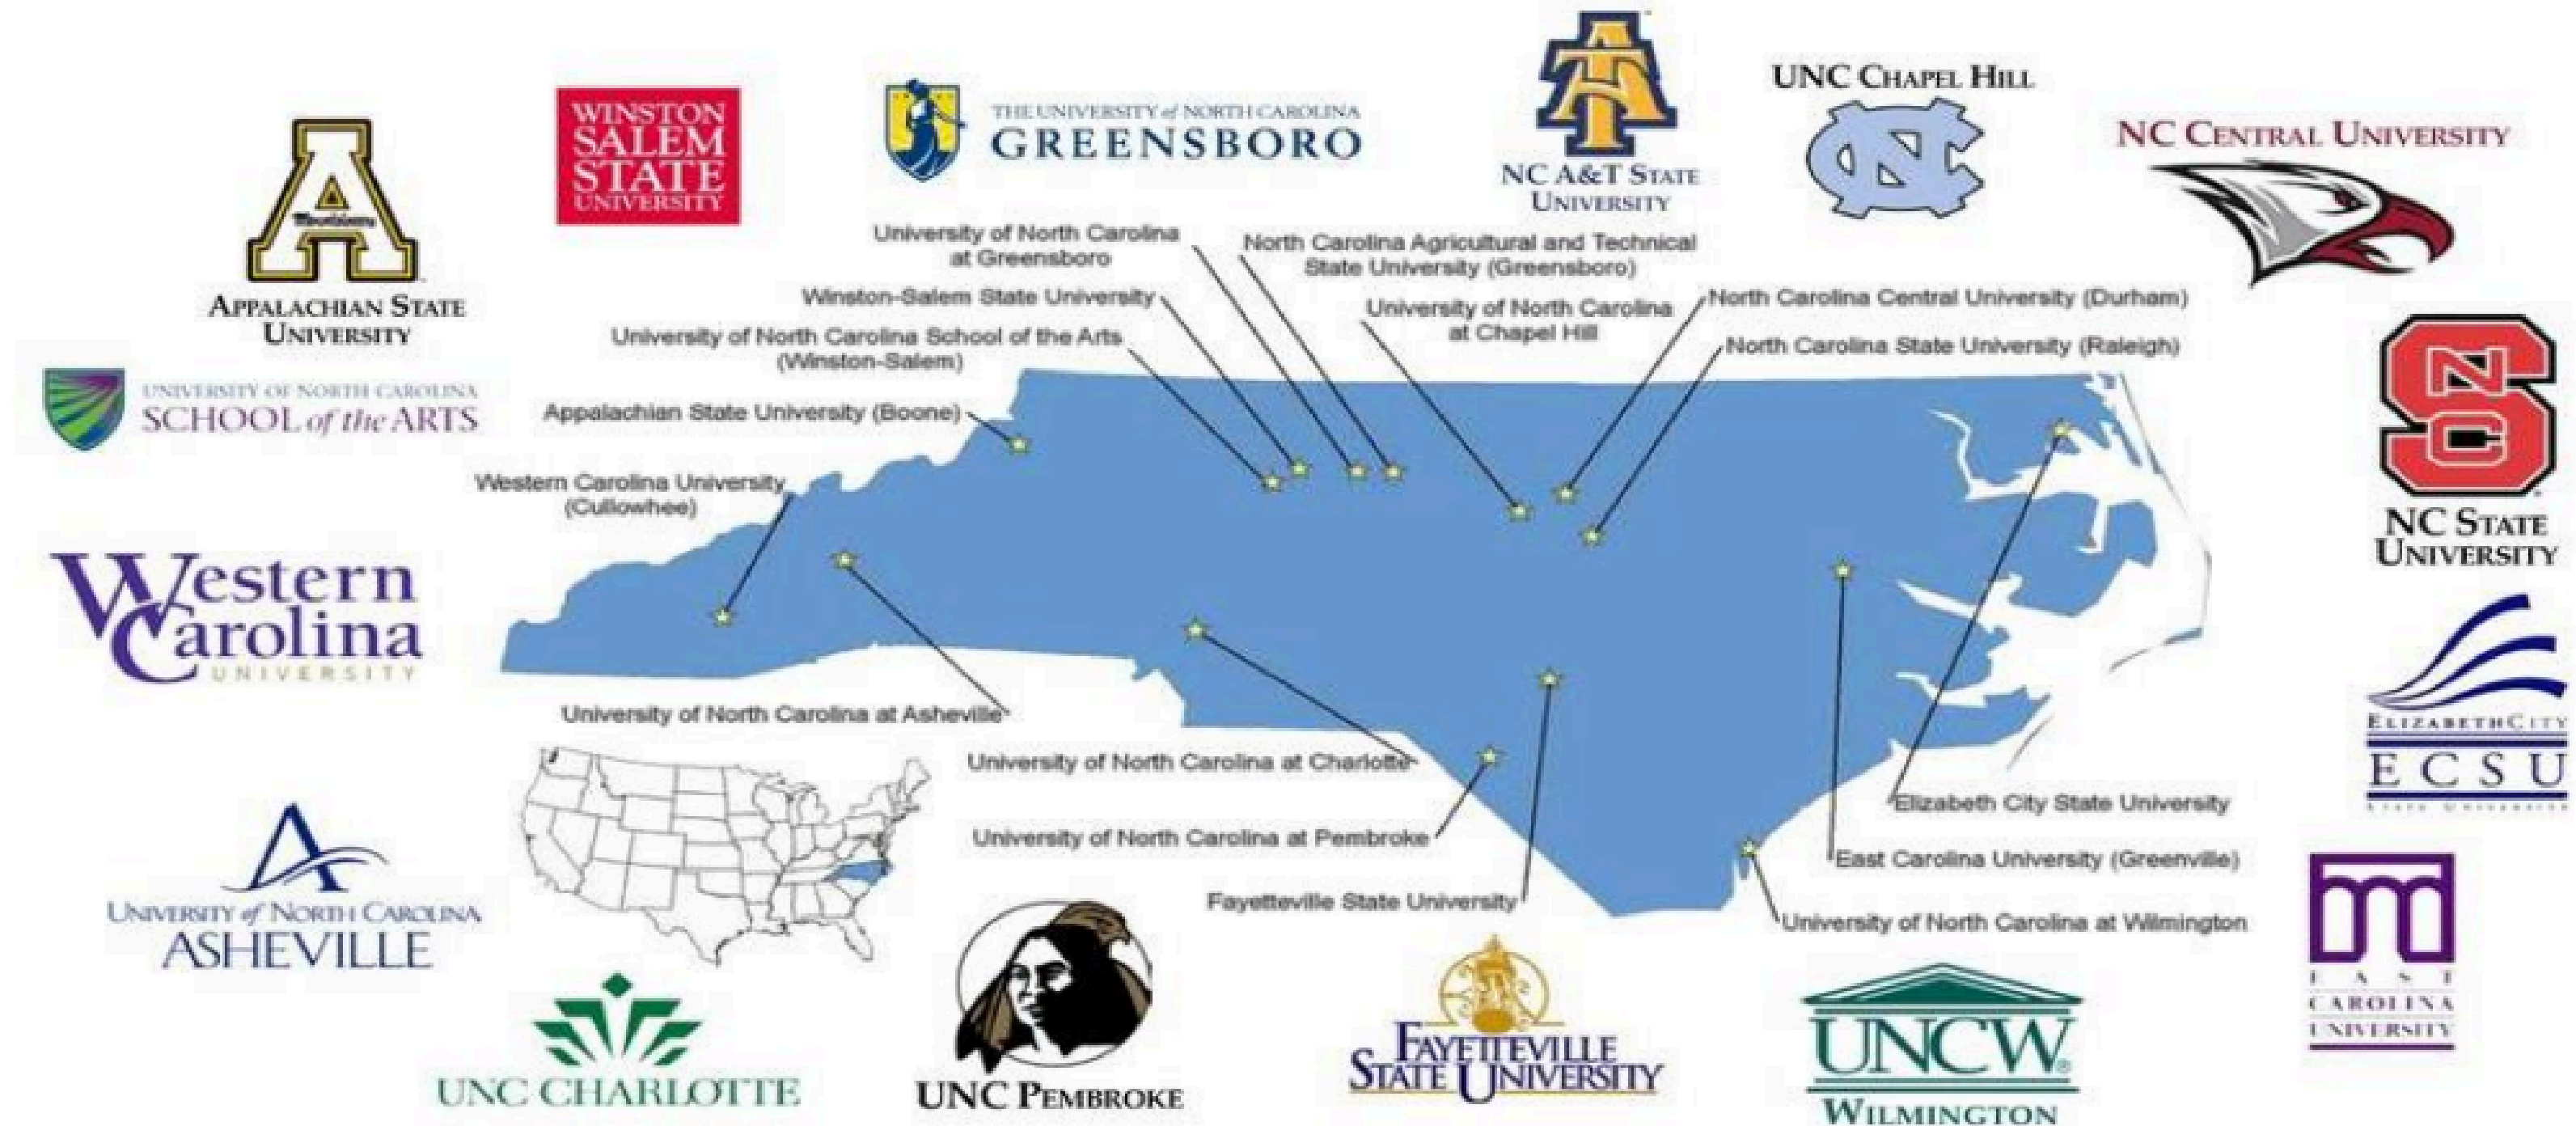 NC A&T STATE
UNIVERSITY
UNC CHAPEL HILL
NC CENTRAL UNIVERSITY
WINSTON
SALEM
STATE
UNIVERSITY
THE UNIVERSITY of NORTH CAROLINA
GREENSBORO
A
Mountaineers
APPALACHIAN STATE
UNIVERSITY
UNIVERSITY OF NORTH CAROLINA
SCHOOL of the ARTS
University of North Carolina
at Greensboro
North Carolina Agricultural and Technical
State University (Greensboro)
Winston-Salem State University
University of North Carolina
at Chapel Hill
North Carolina Central University (Durham)
University of North Carolina School of the Arts
(Winston-Salem)
North Carolina State University (Raleigh)
Appalachian State University (Boone)
Western Carolina University
(Cullowhee)
NC STATE
UNIVERSITY
Western
Carolina
UNIVERSITY
University of North Carolina at Asheville
University of North Carolina at Charlotte
University of North Carolina at Pembroke
Fayetteville State University
Elizabeth City State University
East Carolina University (Greenville)
University of North Carolina at Wilmington
ELIZABETH CITY
ECSU
STATE UNIVERSITY
UNIVERSITY of NORTH CAROLINA
ASHEVILLE
EAST
CAROLINA
UNIVERSITY
UNC CHARLOTTE
UNC PEMBROKE
FAYETTEVILLE
STATE UNIVERSITY
UNCW
WILMINGTON